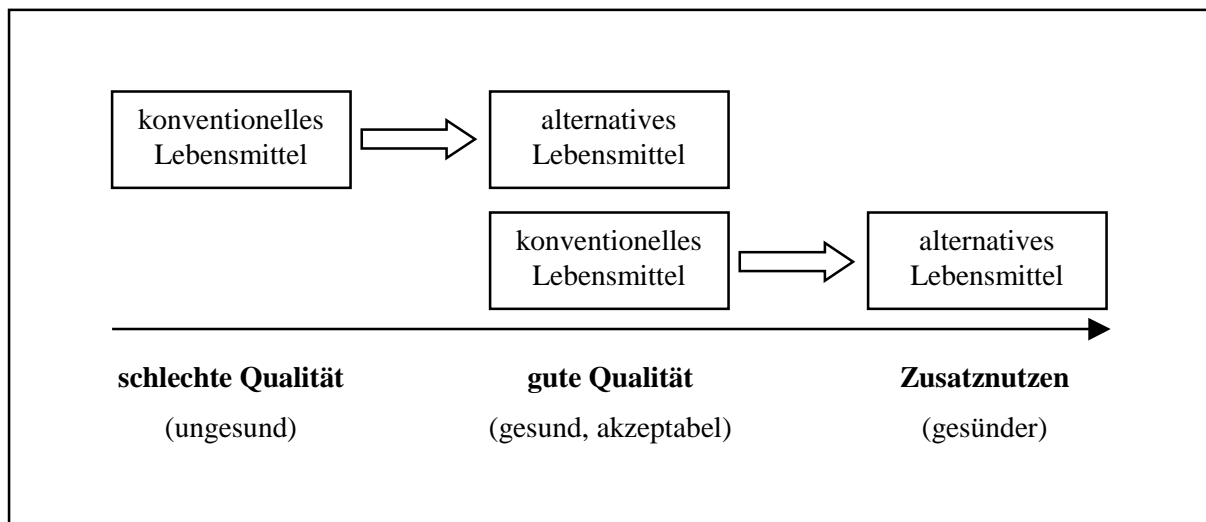 konventionelles
Lebensmittel
alternatives
Lebensmittel
konventionelles
Lebensmittel
alternatives
Lebensmittel
schlechte Qualität
gute Qualität
Zusatznutzen
(ungesund)
(gesund, akzeptabel)
(gesünder)